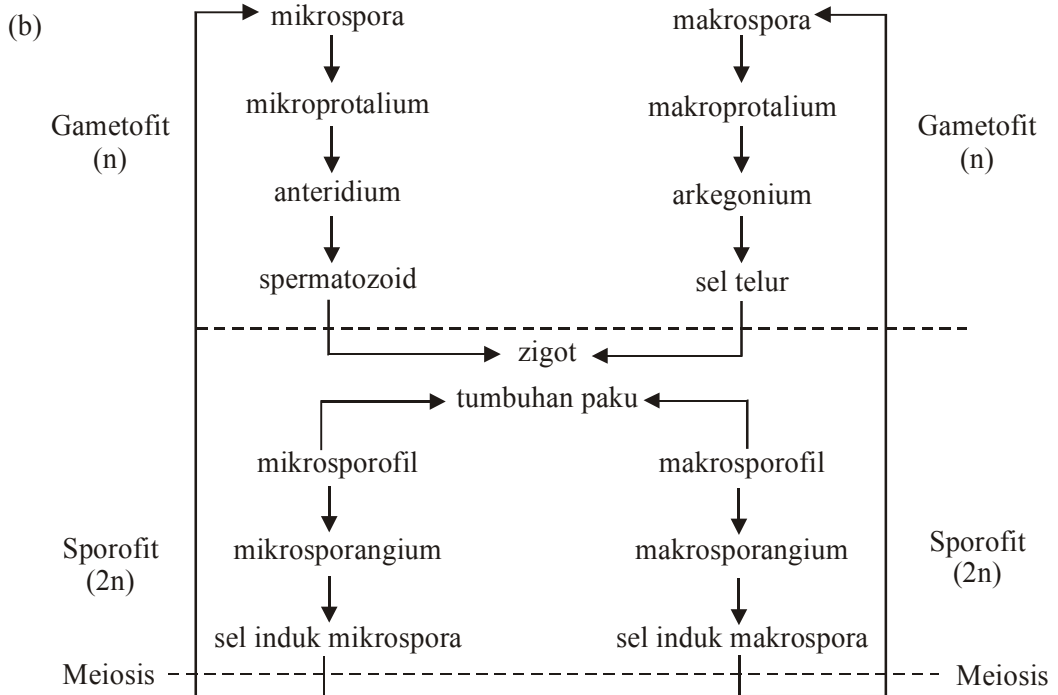 (b)
mikrospora
makrospora
mikroprotalium
makroprotalium
Gametofit
(n)
Gametofit
(n)
anteridium
arkegonium
spermatozoid
sel telur
zigot
tumbuhan paku
mikrosporofil
makrosporofil
Sporofit
(2n)
mikrosporangium
makrosporangium
Sporofit
(2n)
sel induk mikrospora
sel induk makrospora
Meiosis
Meiosis